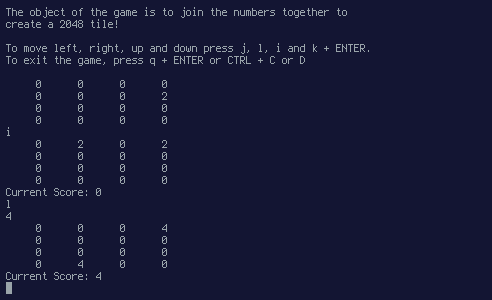 The object of the game is to join the numbers together to
create a 2048 tile!
To move left, right, up and down press j, l, i and k + ENTER.
To exit the game, press q + ENTER or CTRL + C or D
0 0 0 0
0 0 0 2
0 0 0 0
0 0 0 0
i
0 2 0 2
0 0 0 0
0 0 0 0
0 0 0 0
Current Score: 0
l
4
0 0 0 4
0 0 0 0
0 0 0 0
0 4 0 0
Current Score: 4